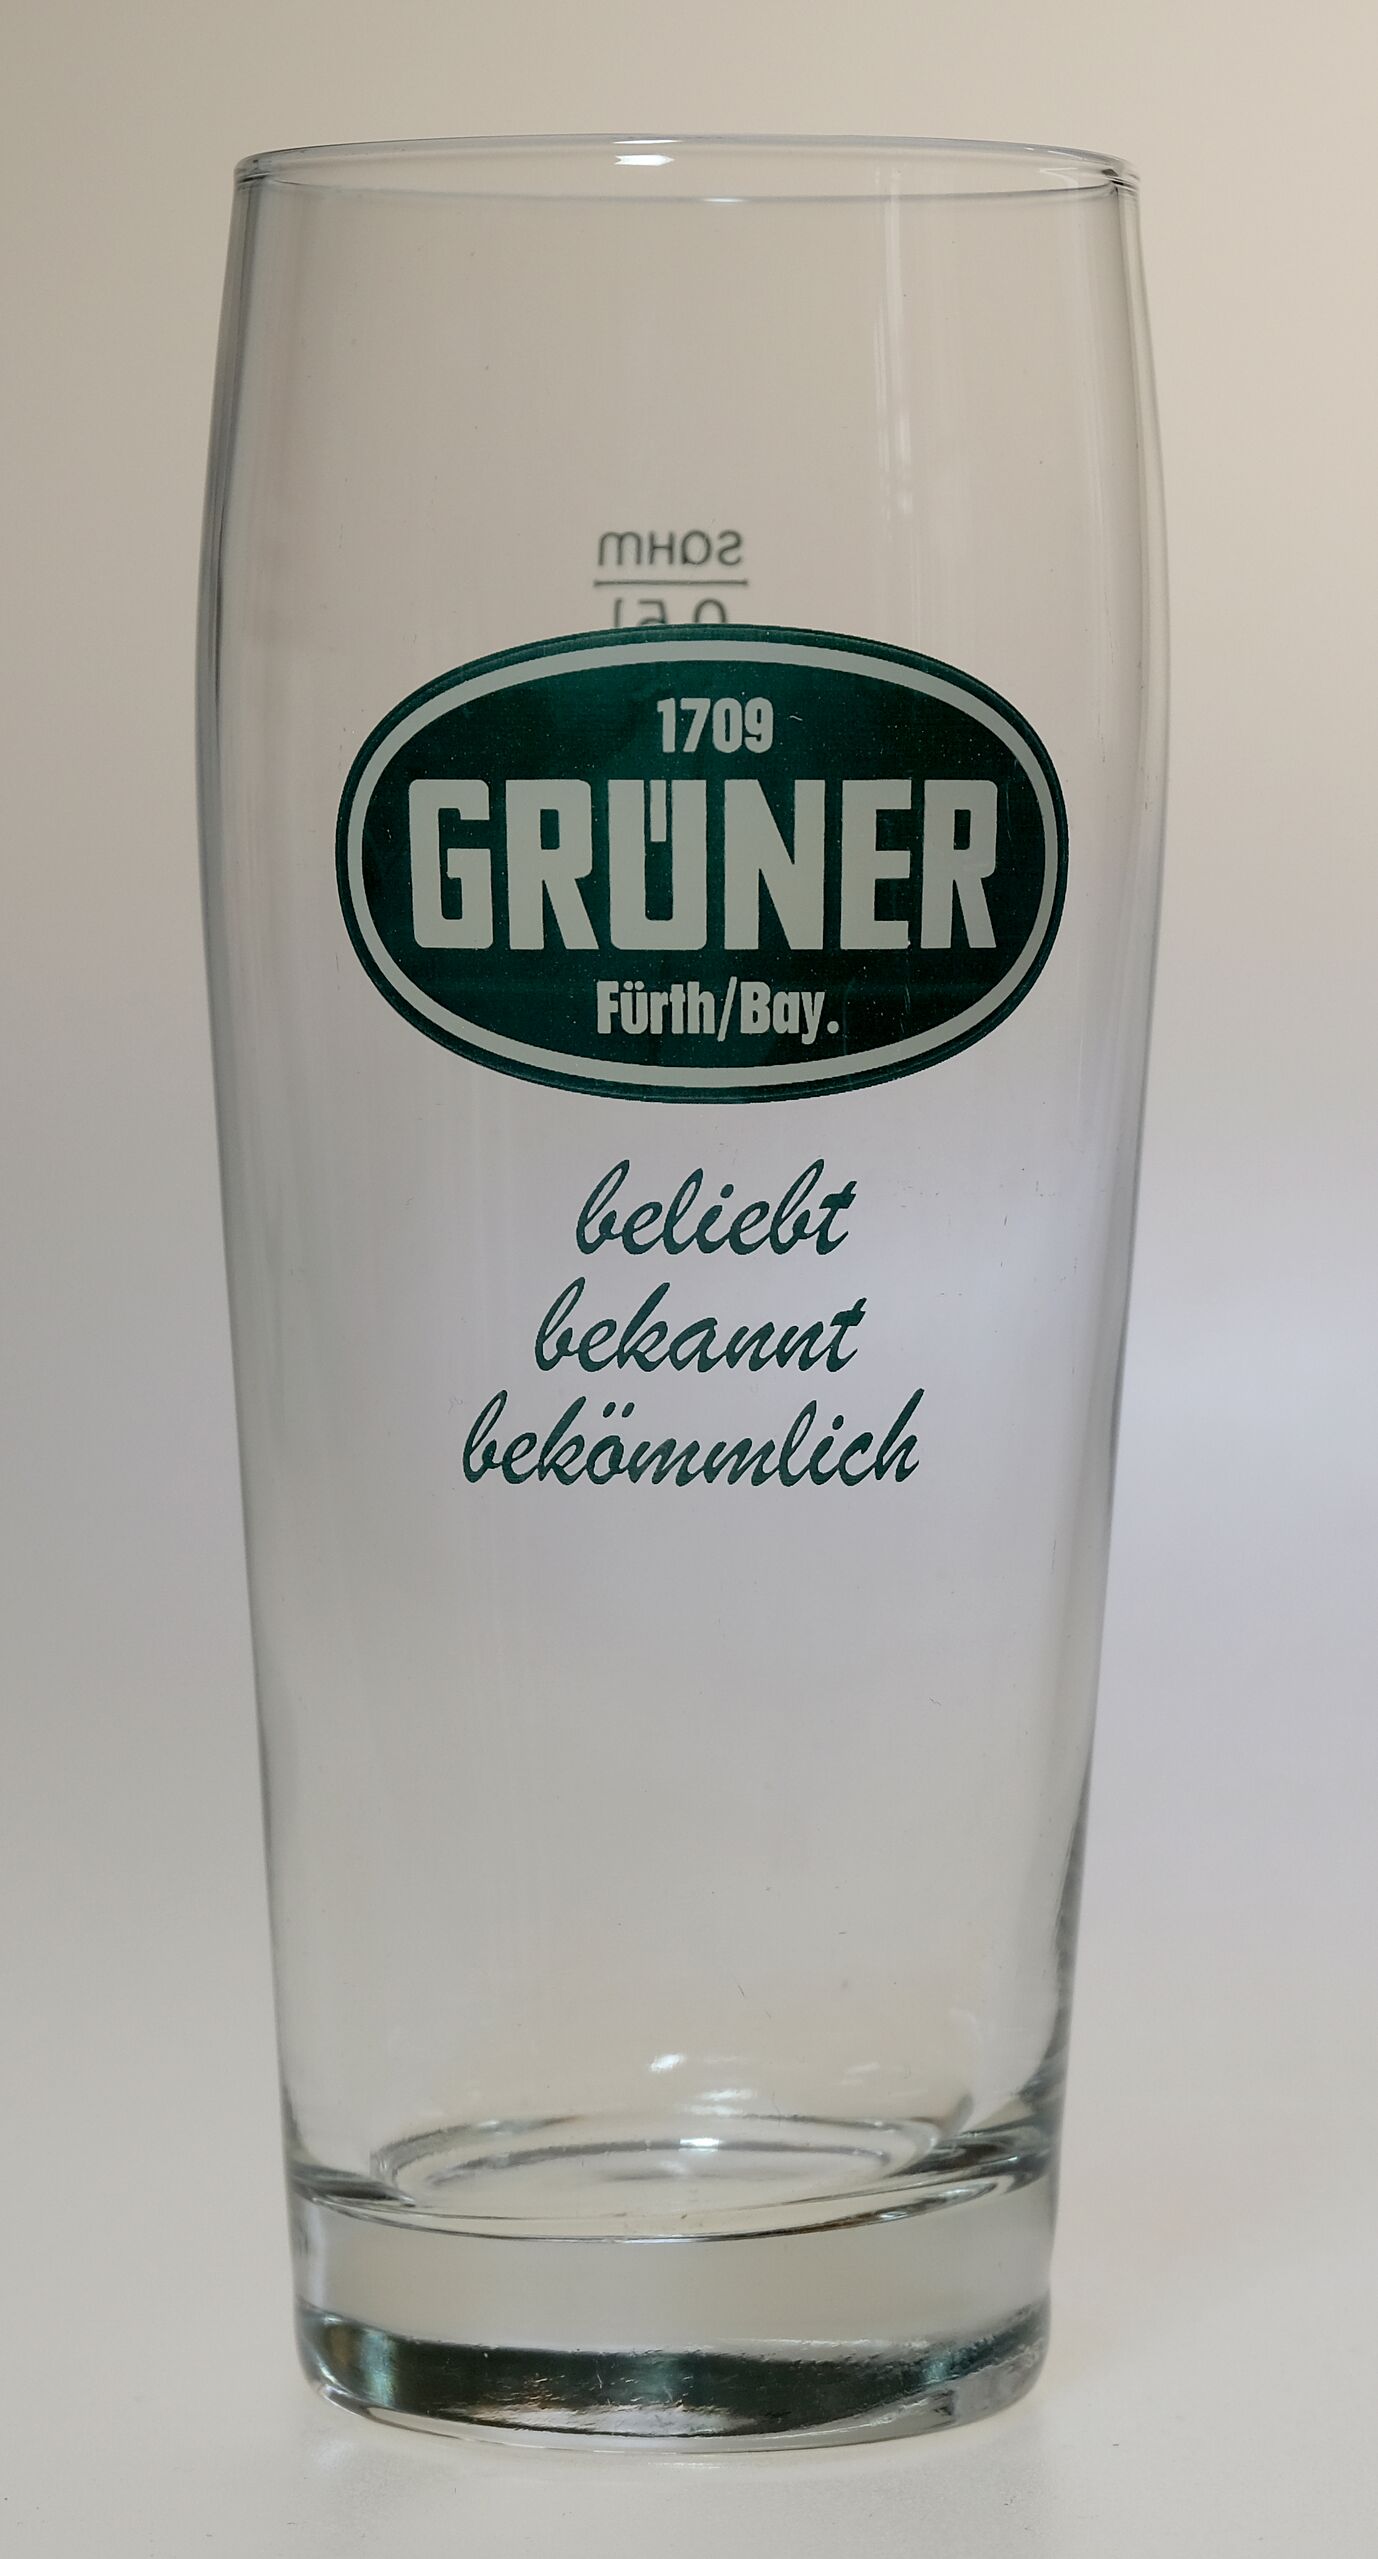 sahm
0,5l
1709
GRÜNER
Fürth/Bay.
beliebt
bekannt
bekömmlich